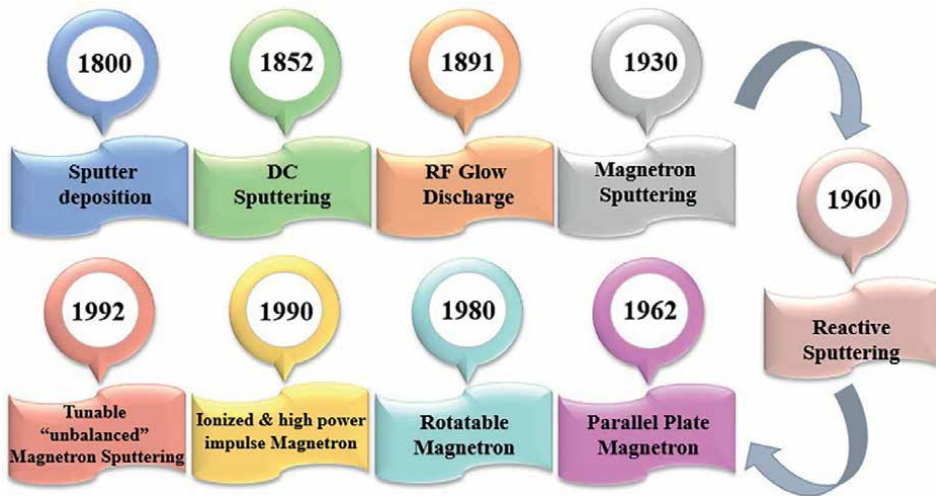 1800
Sputter
deposition
1852
DC
Sputtering
1891
RF Glow
Discharge
1930
Magnetron
Sputtering
1960
Reactive
Sputtering
1962
Parallel Plate
Magnetron
1980
Rotatable
Magnetron
1990
Ionized & high power
impulse Magnetron
1992
Tunable
“unbalanced”
Magnetron Sputtering